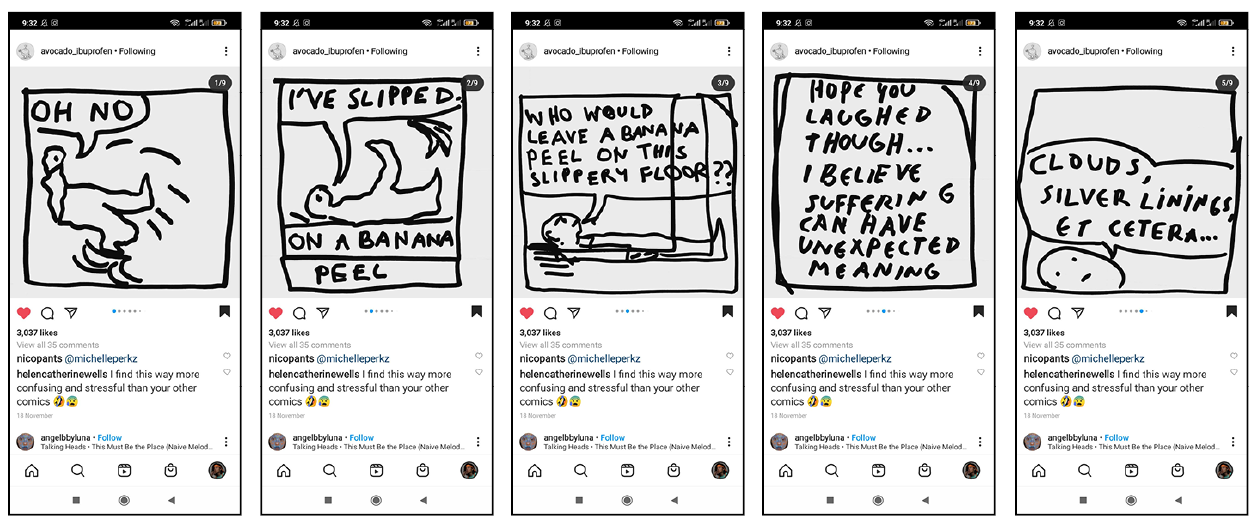 9:32
avocado_ibuprofen • Following
1/9
OH NO
3,037 likes
View all 35 comments
nicopants @michelleperkz
helencatherinewells I find this way more
confusing and stressful than your other
comics 🤣😰
18 November
angelbbyluna • Follow
Talking Heads • This Must Be the Place (Naive Melod...
9:32
avocado_ibuprofen • Following
2/9
I'VE SLIPPED.
ON A BANANA
PEEL
3,037 likes
View all 35 comments
nicopants @michelleperkz
helencatherinewells I find this way more
confusing and stressful than your other
comics 🤣😰
18 November
angelbbyluna • Follow
Talking Heads • This Must Be the Place (Naive Melod...
9:32
avocado_ibuprofen • Following
3/9
WHO WOULD
LEAVE A BANANA
PEEL ON THIS
SLIPPERY FLOOR??
3,037 likes
View all 35 comments
nicopants @michelleperkz
helencatherinewells I find this way more
confusing and stressful than your other
comics 🤣😰
18 November
angelbbyluna • Follow
Talking Heads • This Must Be the Place (Naive Melod...
9:32
avocado_ibuprofen • Following
4/9
HOPE YOU
LAUGHED
THOUGH...
I BELIEVE
SUFFERING
CAN HAVE
UNEXPECTED
MEANING
3,037 likes
View all 35 comments
nicopants @michelleperkz
helencatherinewells I find this way more
confusing and stressful than your other
comics 🤣😰
18 November
angelbbyluna • Follow
Talking Heads • This Must Be the Place (Naive Melod...
9:32
avocado_ibuprofen • Following
5/9
CLOUDS,
SILVER LiNiNGS,
ET CETERA...
3,037 likes
View all 35 comments
nicopants @michelleperkz
helencatherinewells I find this way more
confusing and stressful than your other
comics 🤣😰
18 November
angelbbyluna • Follow
Talking Heads • This Must Be the Place (Naive Melod...